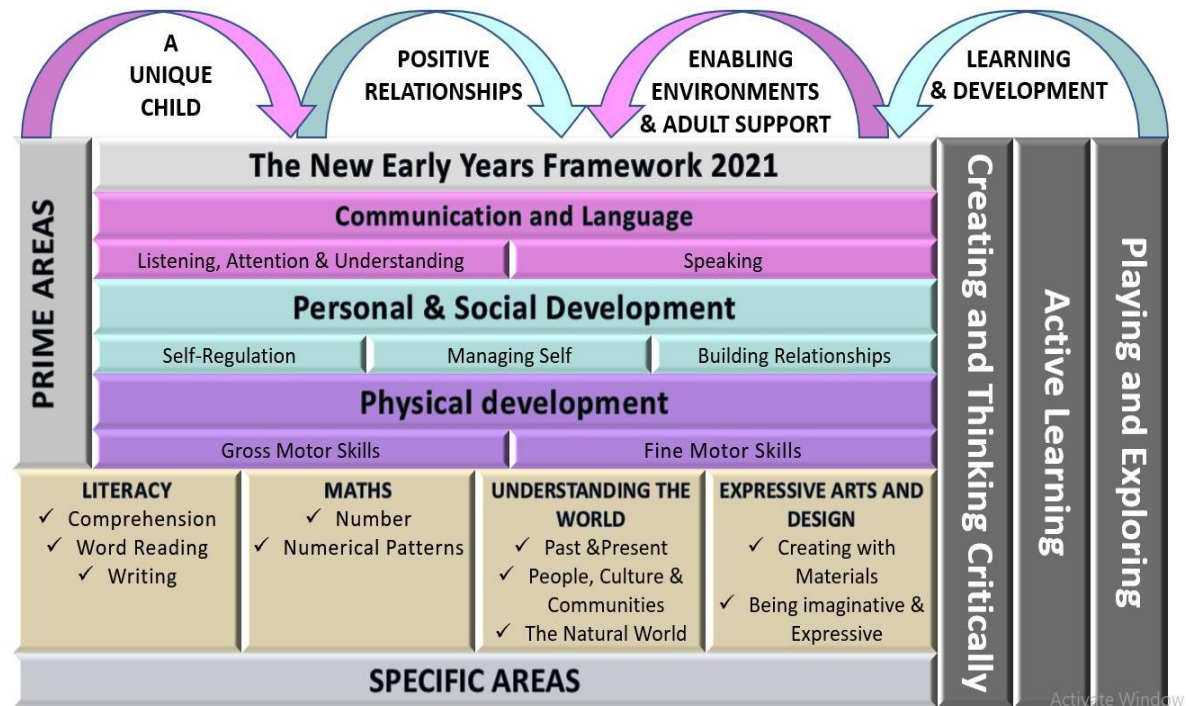 A
UNIQUE
CHILD
POSITIVE
RELATIONSHIPS
ENABLING
ENVIRONMENTS
& ADULT SUPPORT
LEARNING
& DEVELOPMENT
PRIME AREAS
The New Early Years Framework 2021
Communication and Language
Listening, Attention & Understanding
Speaking
Personal & Social Development
Self-Regulation
Managing Self
Building Relationships
Physical development
Gross Motor Skills
Fine Motor Skills
LITERACY
✓ Comprehension
✓ Word Reading
✓ Writing
MATHS
✓ Number
✓ Numerical Patterns
UNDERSTANDING THE
WORLD
✓ Past &Present
✓ People, Culture &
Communities
✓ The Natural World
EXPRESSIVE ARTS AND
DESIGN
✓ Creating with
Materials
✓ Being imaginative &
Expressive
SPECIFIC AREAS
Creating and Thinking Critically
Active Learning
Playing and Exploring
Activate Window